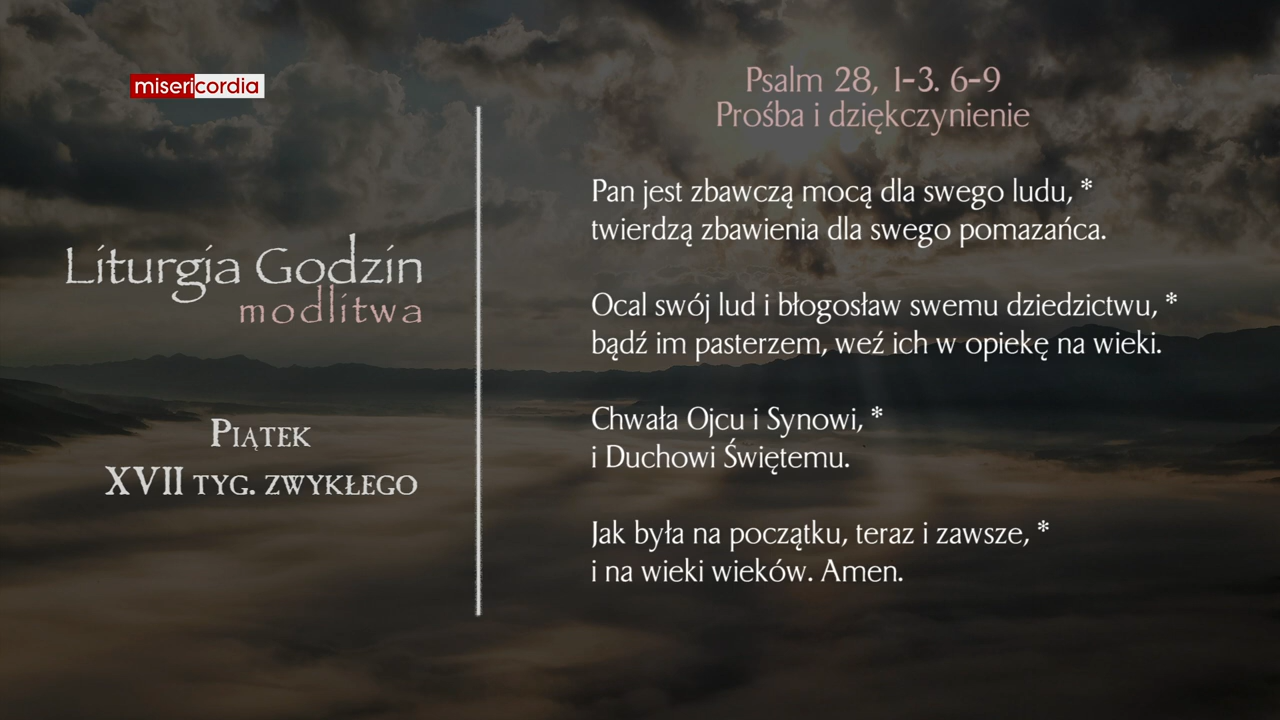 misericordia
Liturgia Godzin
modlitwa
Piątek
XVII tyg. zwykłego
Psalm 28, 1-3. 6-9
Prośba i dziękczynienie
Pan jest zbawczą mocą dla swego ludu, *
twierdzą zbawienia dla swego pomazańca.
Ocal swój lud i błogosław swemu dziedzictwu, *
bądź im pasterzem, weź ich w opiekę na wieki.
Chwała Ojcu i Synowi, *
i Duchowi Świętemu.
Jak była na początku, teraz i zawsze, *
i na wieki wieków. Amen.